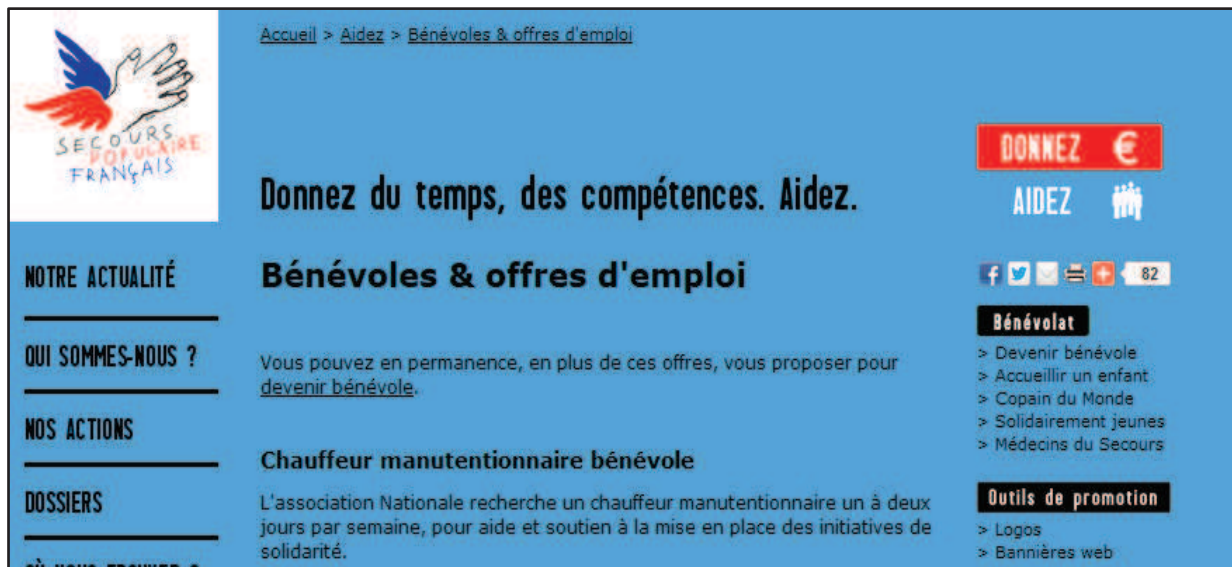 SECOURS
POPULAIRE
FRANÇAIS
NOTRE ACTUALITÉ
QUI SOMMES-NOUS ?
NOS ACTIONS
DOSSIERS
Accueil > Aidez > Bénévoles & offres d'emploi
Donnez du temps, des compétences. Aidez.
Bénévoles & offres d'emploi
Vous pouvez en permanence, en plus de ces offres, vous proposer pour
devenir bénévole.
Chauffeur manutentionnaire bénévole
L'association Nationale recherche un chauffeur manutentionnaire un à deux
jours par semaine, pour aide et soutien à la mise en place des initiatives de
solidarité.
DONNEZ €
AIDEZ
82
Bénévolat
> Devenir bénévole
> Accueillir un enfant
> Copain du Monde
> Solidairement jeunes
> Médecins du Secours
Outils de promotion
> Logos
> Bannières web